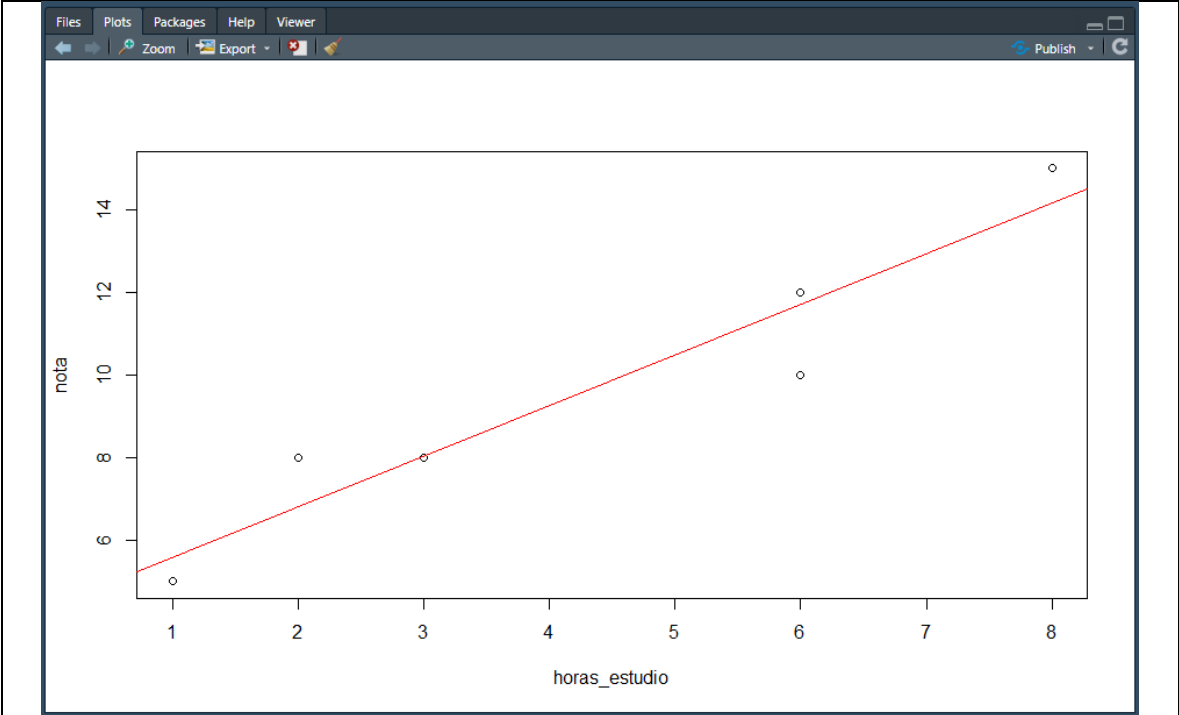 Files Plots Packages Help Viewer
Zoom Export Publish
14
12
10
8
6
nota
1 2 3 4 5 6 7 8
horas_estudio